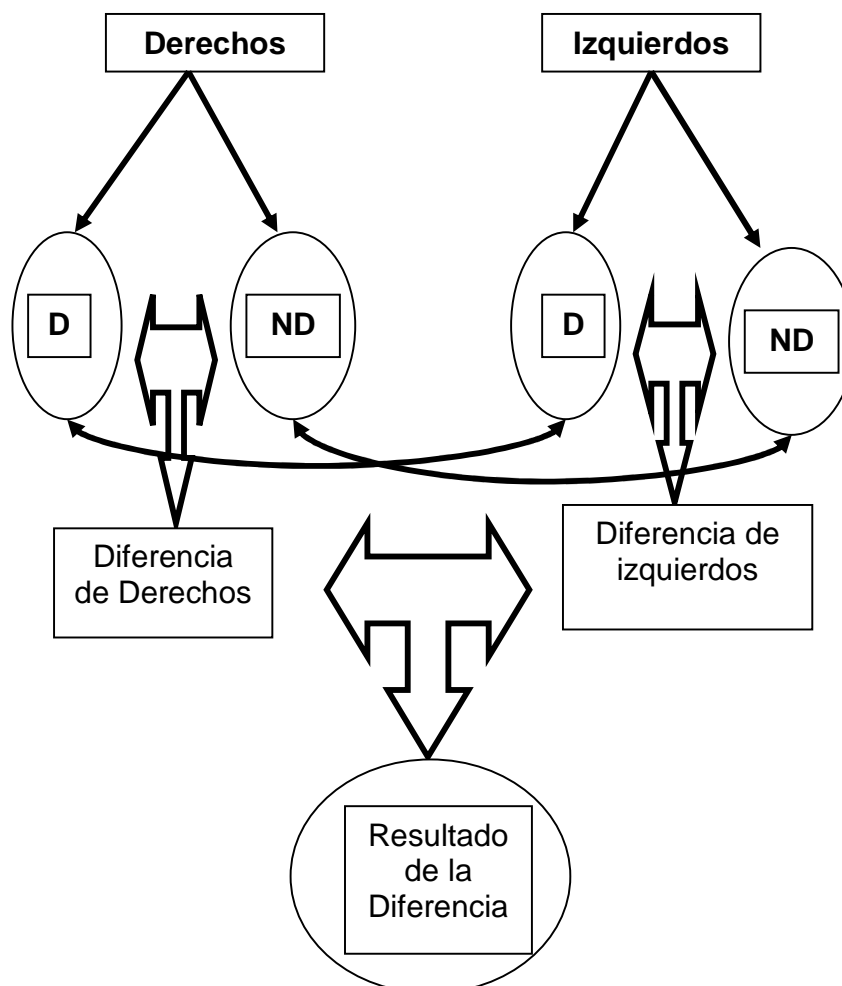 Derechos
Izquierdos
D
ND
D
ND
Diferencia
de Derechos
Diferencia de
izquierdos
Resultado
de la
Diferencia